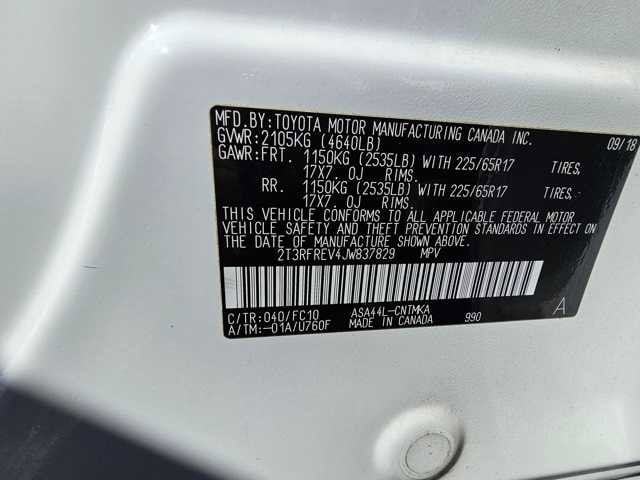 MFD.BY:TOYOTA MOTOR MANUFACTURING CANADA INC. 09/18
GVWR:2105KG (4640LB)
GAWR:FRT. 1150KG (2535LB) WITH 225/65R17 TIRES,
17X7.0J RIMS.
RR. 1150KG (2535LB) WITH 225/65R17 TIRES,
17X7.0J RIMS.
THIS VEHICLE CONFORMS TO ALL APPLICABLE FEDERAL MOTOR
VEHICLE SAFETY AND THEFT PREVENTION STANDARDS IN EFFECT ON
THE DATE OF MANUFACTURE SHOWN ABOVE.
2T3RFREV4JW837829 MPV
C/TR:040/FC10 ASA44L-CNTMKA A
A/TM:-01A/U760F MADE IN CANADA 990